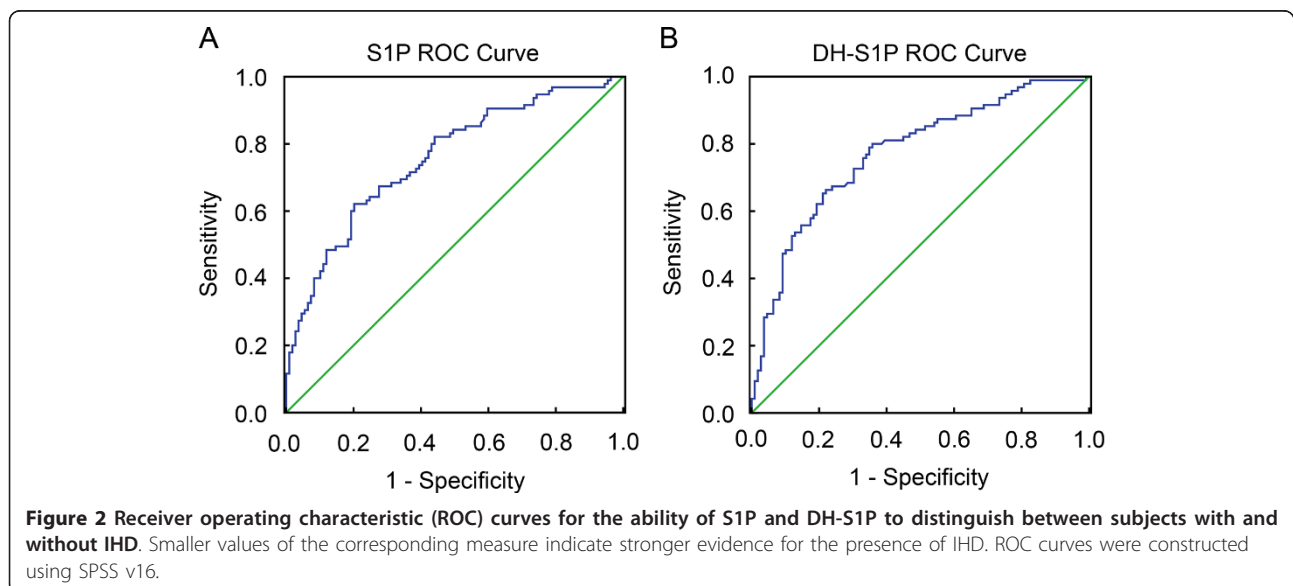 A
S1P ROC Curve
1.0
0.8
0.6
0.4
0.2
0.0
Sensitivity
0.0 0.2 0.4 0.6 0.8 1.0
1 - Specificity
B
DH-S1P ROC Curve
1.0
0.8
0.6
0.4
0.2
0.0
Sensitivity
0.0 0.2 0.4 0.6 0.8 1.0
1 - Specificity
Figure 2 Receiver operating characteristic (ROC) curves for the ability of S1P and DH-S1P to distinguish between subjects with and
without IHD. Smaller values of the corresponding measure indicate stronger evidence for the presence of IHD. ROC curves were constructed
using SPSS v16.